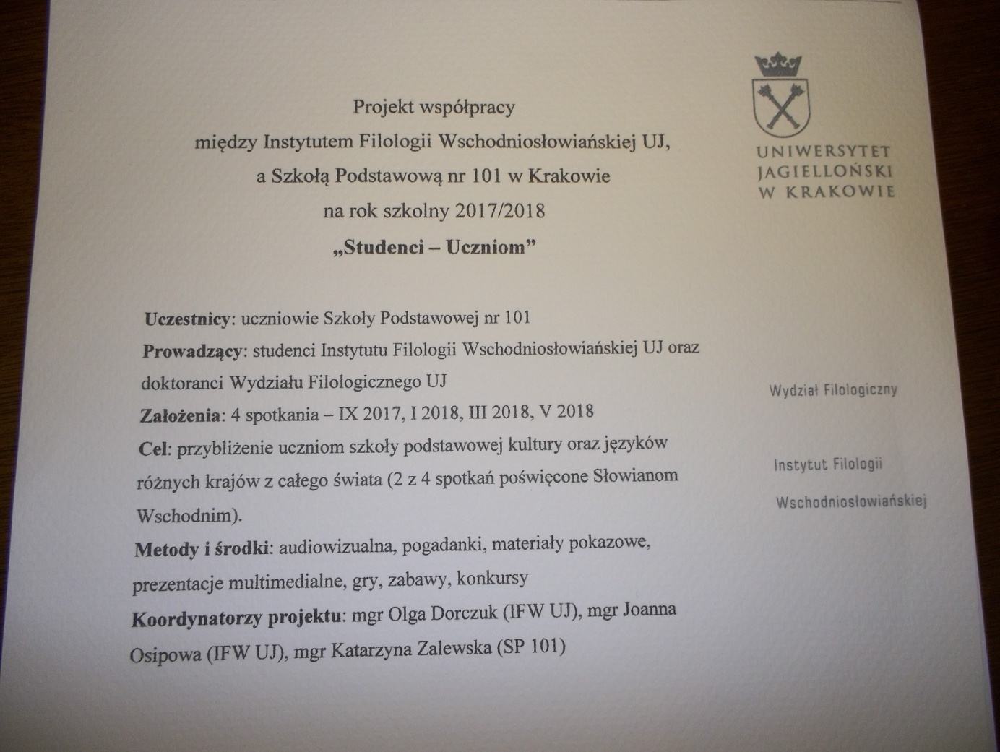 Projekt współpracy
między Instytutem Filologii Wschodniosłowiańskiej UJ,
a Szkołą Podstawową nr 101 w Krakowie
na rok szkolny 2017/2018
„Studenci – Uczniom”
UNIWERSYTET
JAGIELLOŃSKI
W KRAKOWIE
Uczestnicy: uczniowie Szkoły Podstawowej nr 101
Prowadzący: studenci Instytutu Filologii Wschodniosłowiańskiej UJ oraz
doktoranci Wydziału Filologicznego UJ
Założenia: 4 spotkania – IX 2017, I 2018, III 2018, V 2018
Cel: przybliżenie uczniom szkoły podstawowej kultury oraz języków
różnych krajów z całego świata (2 z 4 spotkań poświęcone Słowianom
Wschodnim).
Metody i środki: audiowizualna, pogadanki, materiały pokazowe,
prezentacje multimedialne, gry, zabawy, konkursy
Koordynatorzy projektu: mgr Olga Dorczuk (IFW UJ), mgr Joanna
Osipowa (IFW UJ), mgr Katarzyna Zalewska (SP 101)
Wydział Filologiczny
Instytut Filologii
Wschodniosłowiańskiej